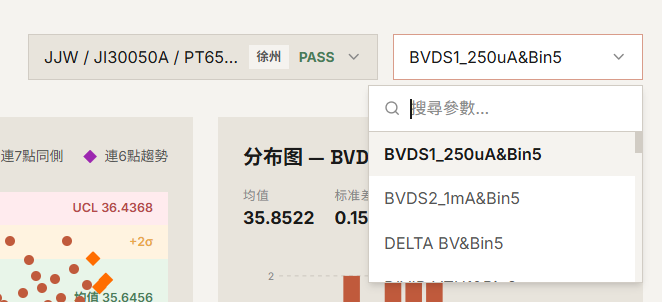 JJW / JI30050A / PT65... 徐州 PASS
BVDS1_250uA&Bin5
搜尋參數...
BVDS1_250uA&Bin5
BVDS2_1mA&Bin5
DELTA BV&Bin5
連7點同側 連6點趨勢
UCL 36.4368
+2σ
均值 35.6456
分布图 — BVD
均值 标准差
35.8522 0.15
2